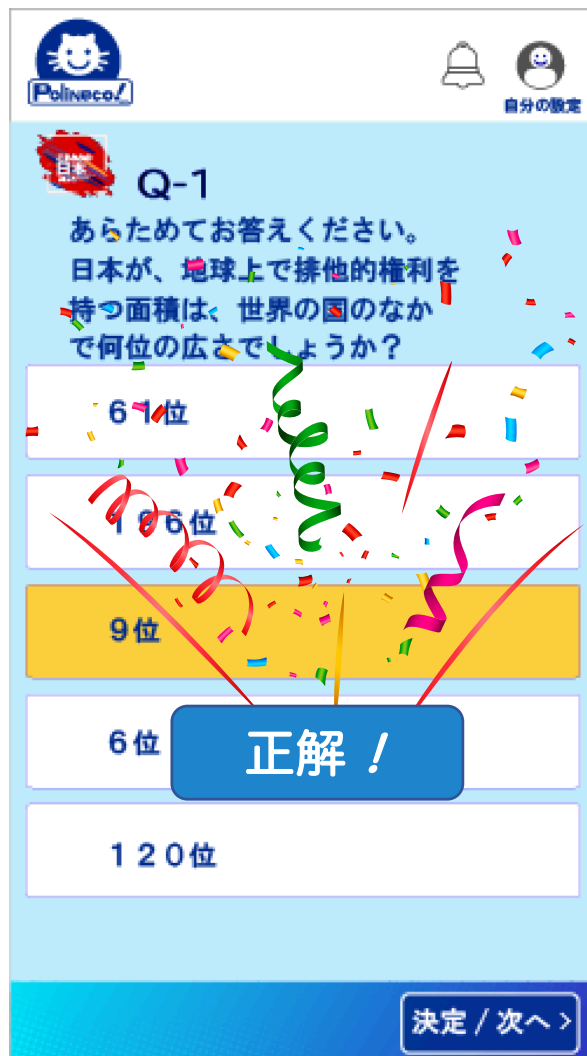 Polineco!
自分の設定
日本
Q-1
あらためてお答えください。
日本が、地球上で排他的権利を
持つ面積は、世界の国のなか
で何位の広さでしょうか？
６１位
１９６位
９位
６位
正解！
１２０位
決定 / 次へ >